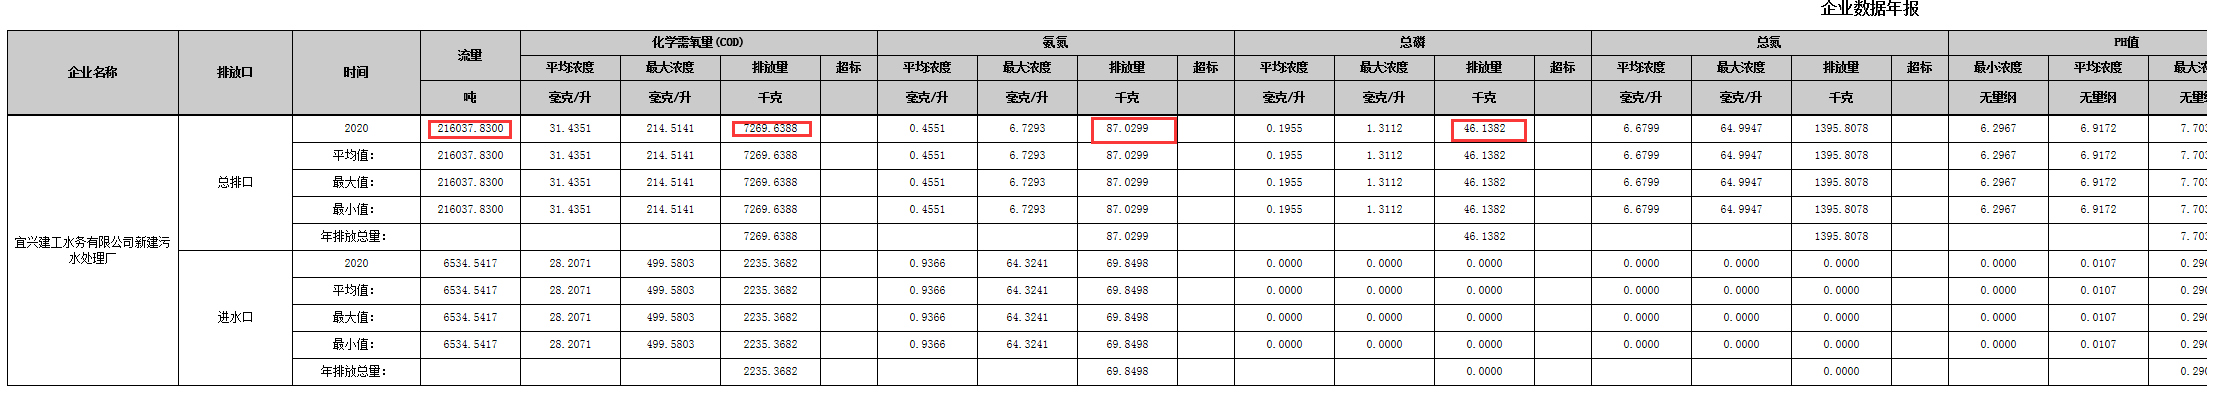 企业数据年报
企业名称 排放口 时间 流量 化学需氧量(COD) 氨氮 总磷 总氮 PH值
平均浓度 最大浓度 排放量 超标 平均浓度 最大浓度 排放量 超标 平均浓度 最大浓度 排放量 超标 平均浓度 最大浓度 排放量 超标 最小浓度 平均浓度 最大
吨 毫克/升 毫克/升 千克 毫克/升 毫克/升 千克 毫克/升 毫克/升 千克 毫克/升 毫克/升 千克 无量纲 无量纲 无
宜兴建工水务有限公司新建污
水处理厂
总排口
2020 216037.8300 31.4351 214.5141 7269.6388 0.4551 6.7293 87.0299 0.1955 1.3112 46.1382 6.6799 64.9947 1395.8078 6.2967 6.9172 7.703
平均值: 216037.8300 31.4351 214.5141 7269.6388 0.4551 6.7293 87.0299 0.1955 1.3112 46.1382 6.6799 64.9947 1395.8078 6.2967 6.9172 7.703
最大值: 216037.8300 31.4351 214.5141 7269.6388 0.4551 6.7293 87.0299 0.1955 1.3112 46.1382 6.6799 64.9947 1395.8078 6.2967 6.9172 7.703
最小值: 216037.8300 31.4351 214.5141 7269.6388 0.4551 6.7293 87.0299 0.1955 1.3112 46.1382 6.6799 64.9947 1395.8078 6.2967 6.9172 7.703
年排放总量: 7269.6388 87.0299 46.1382 1395.8078 7.703
进水口
2020 6534.5417 28.2071 499.5803 2235.3682 0.9366 64.3241 69.8498 0.0000 0.0000 0.0000 0.0000 0.0000 0.0000 0.0000 0.0107 0.290
平均值: 6534.5417 28.2071 499.5803 2235.3682 0.9366 64.3241 69.8498 0.0000 0.0000 0.0000 0.0000 0.0000 0.0000 0.0000 0.0107 0.290
最大值: 6534.5417 28.2071 499.5803 2235.3682 0.9366 64.3241 69.8498 0.0000 0.0000 0.0000 0.0000 0.0000 0.0000 0.0000 0.0107 0.290
最小值: 6534.5417 28.2071 499.5803 2235.3682 0.9366 64.3241 69.8498 0.0000 0.0000 0.0000 0.0000 0.0000 0.0000 0.0000 0.0107 0.290
年排放总量: 2235.3682 69.8498 0.0000 0.0000 0.290